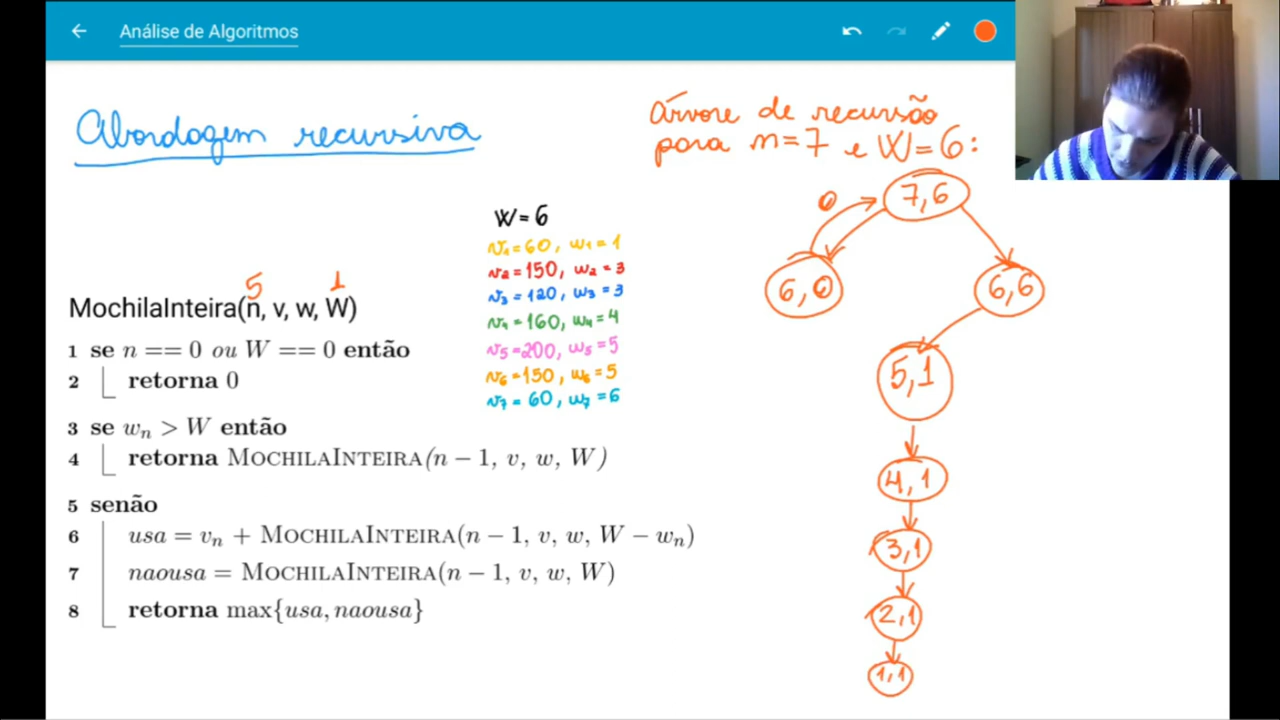 Análise de Algoritmos
Abordagem recursiva
Árvore de recursão
para n=7 e W=6:
W=6
v₁=60, w₁=1
v₂=150, w₂=3
v₃=120, w₃=3
v₄=160, w₄=4
v₅=200, w₅=5
v₆=150, w₆=5
v₇=60, w₇=6
5 1
MochilaInteira(n, v, w, W)
1 se n == 0 ou W == 0 então
2 retorna 0
3 se wₙ > W então
4 retorna MOCHILAINTEIRA(n − 1, v, w, W)
5 senão
6 usa = vₙ + MOCHILAINTEIRA(n − 1, v, w, W − wₙ)
7 naousa = MOCHILAINTEIRA(n − 1, v, w, W)
8 retorna max{usa, naousa}
7,6
0
6,0
6,6
5,1
4,1
3,1
2,1
1,1